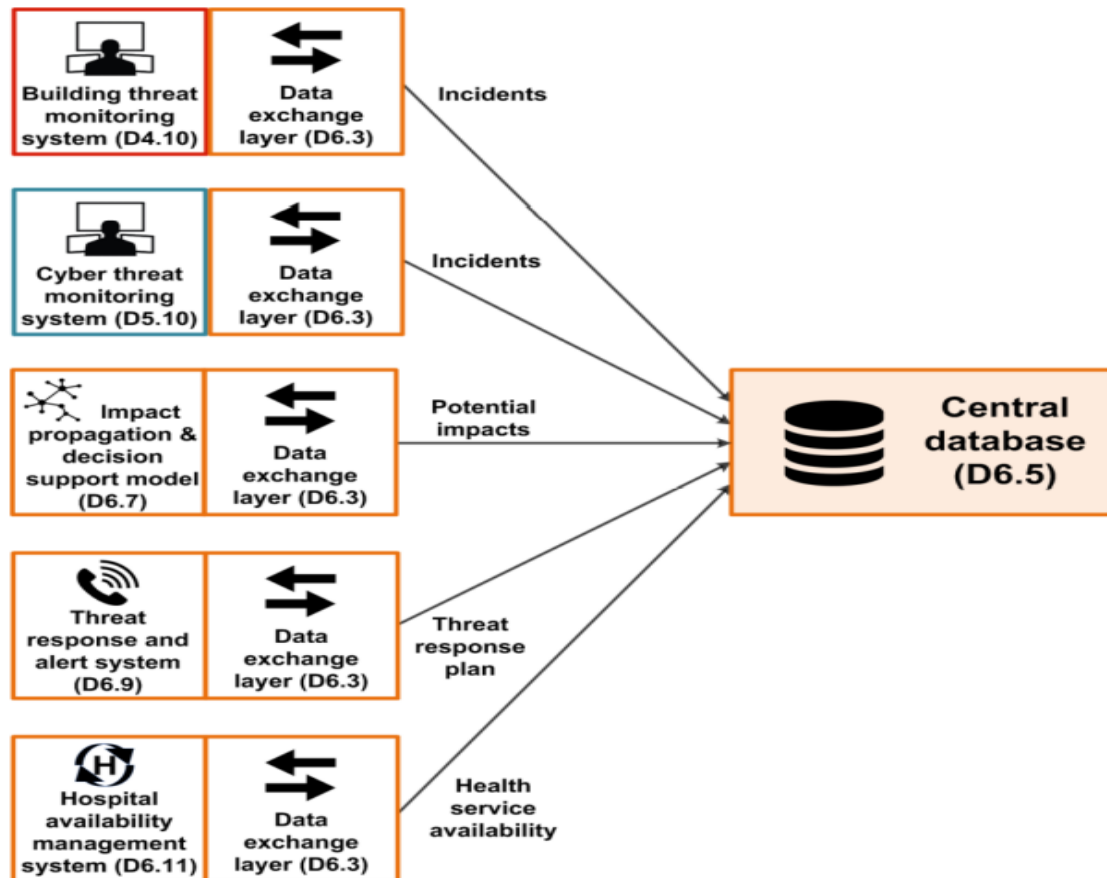 Building threat
monitoring
system (D4.10)
Data
exchange
layer (D6.3)
Incidents
Cyber threat
monitoring
system (D5.10)
Data
exchange
layer (D6.3)
Incidents
Impact
propagation &
decision
support model
(D6.7)
Data
exchange
layer (D6.3)
Potential
impacts
Central
database
(D6.5)
Threat
response and
alert system
(D6.9)
Data
exchange
layer (D6.3)
Threat
response
plan
H
Hospital
availability
management
system (D6.11)
Data
exchange
layer (D6.3)
Health
service
availability